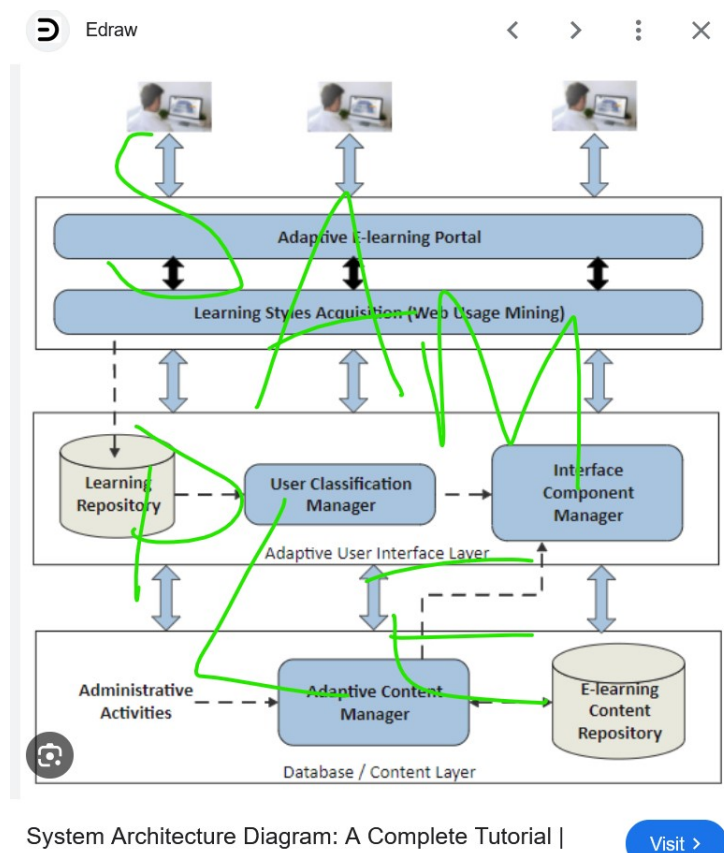 Edraw
Adaptive E-learning Portal
Learning Styles Acquisition (Web Usage Mining)
Learning
Repository
User Classification
Manager
Interface
Component
Manager
Adaptive User Interface Layer
Administrative
Activities
Adaptive Content
Manager
E-learning
Content
Repository
Database / Content Layer
SAM
PLE
System Architecture Diagram: A Complete Tutorial |
Visit >